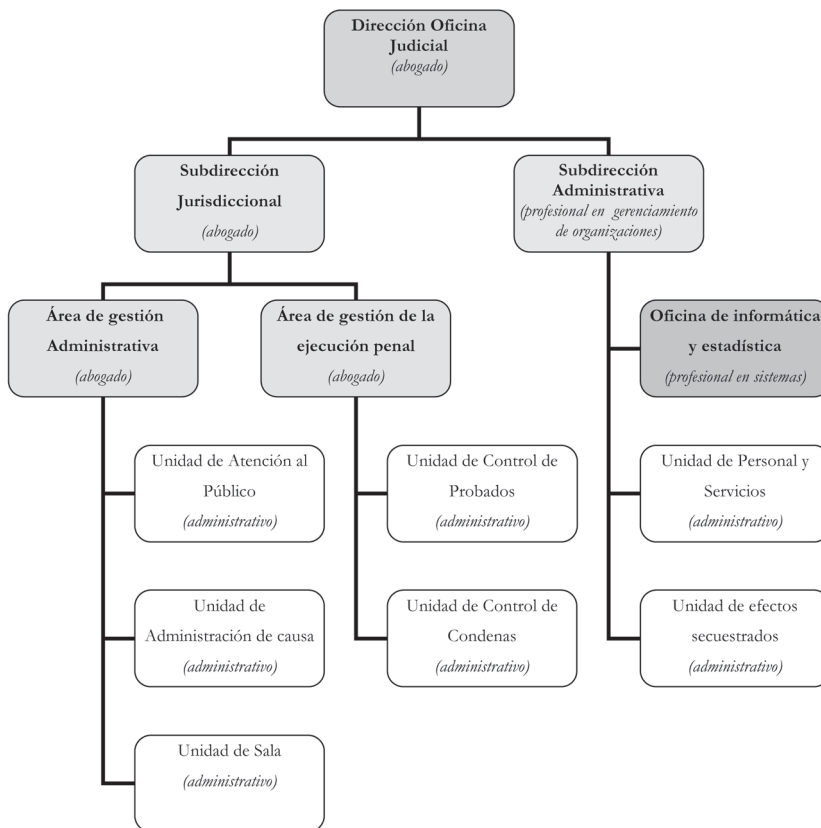 Dirección Oficina
Judicial
(abogado)
Subdirección
Jurisdiccional
(abogado)
Subdirección
Administrativa
(profesional en gerenciamiento
de organizaciones)
Área de gestión
Administrativa
(abogado)
Área de gestión de la
ejecución penal
(abogado)
Oficina de informática
y estadística
(profesional en sistemas)
Unidad de Atención al
Público
(administrativo)
Unidad de Control de
Probados
(administrativo)
Unidad de Personal y
Servicios
(administrativo)
Unidad de
Administración de causa
(administrativo)
Unidad de Control de
Condenas
(administrativo)
Unidad de efectos
secuestrados
(administrativo)
Unidad de Sala
(administrativo)